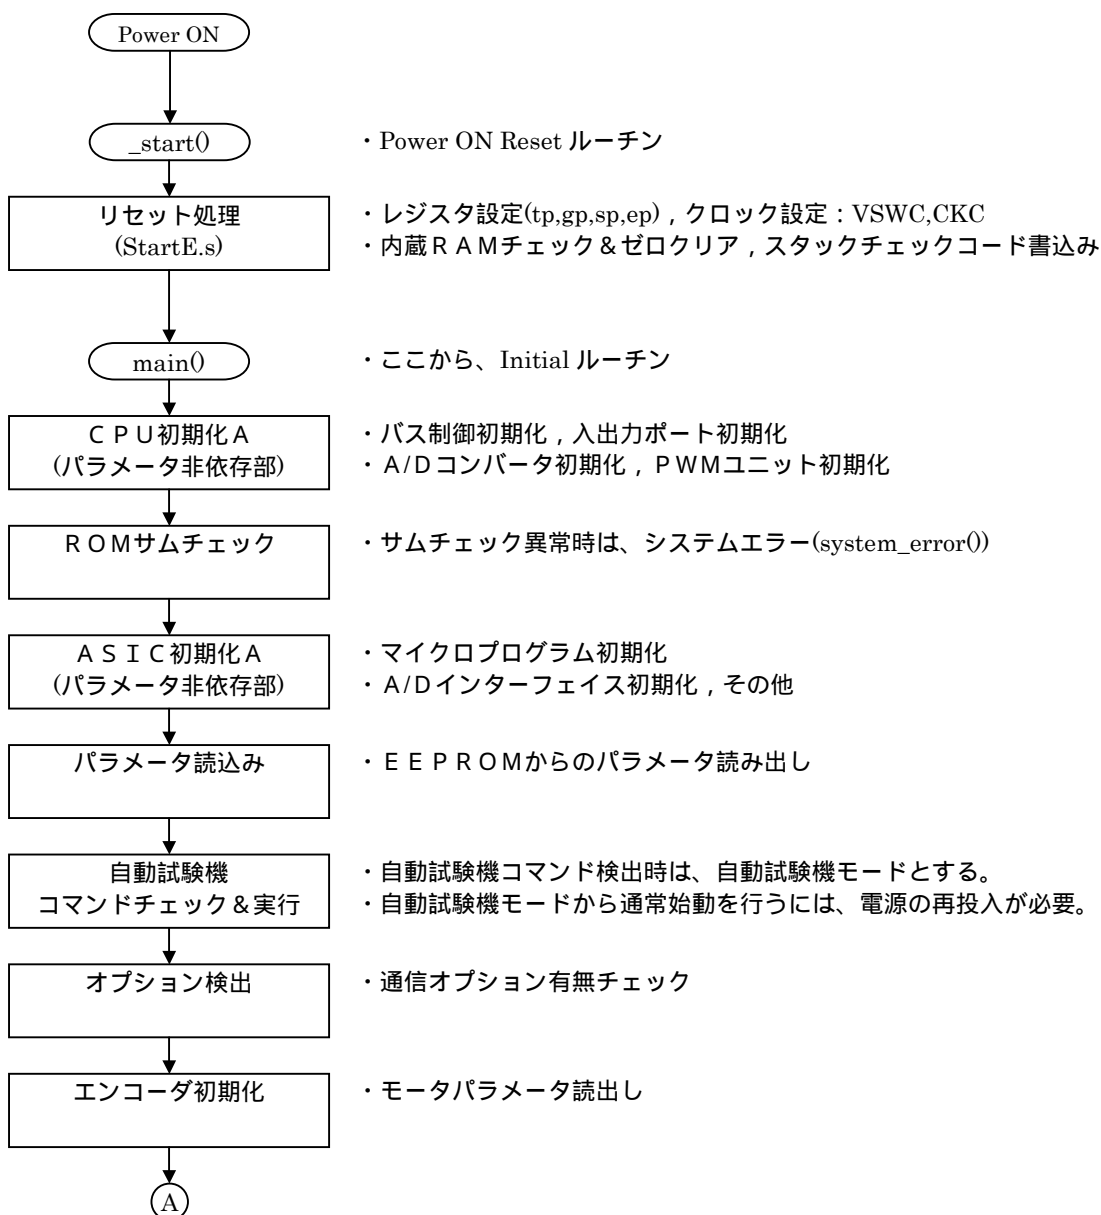 Power ON
_start()
・Power ON Reset ルーチン
リセット処理
(StartE.s)
・レジスタ設定(tp,gp,sp,ep) , クロック設定：VSWC,CKC
・内蔵ＲＡＭチェック＆ゼロクリア , スタックチェックコード書込み
main()
・ここから、Initial ルーチン
ＣＰＵ初期化Ａ
(パラメータ非依存部)
・バス制御初期化 , 入出力ポート初期化
・Ａ/Ｄコンバータ初期化 , ＰＷＭユニット初期化
ＲＯＭサムチェック
・サムチェック異常時は、システムエラー(system_error())
ＡＳＩＣ初期化Ａ
(パラメータ非依存部)
・マイクロプログラム初期化
・Ａ/Ｄインターフェイス初期化 , その他
パラメータ読込み
・ＥＥＰＲＯＭからのパラメータ読み出し
自動試験機
コマンドチェック＆実行
・自動試験機コマンド検出時は、自動試験機モードとする。
・自動試験機モードから通常始動を行うには、電源の再投入が必要。
オプション検出
・通信オプション有無チェック
エンコーダ初期化
・モータパラメータ読出し
A